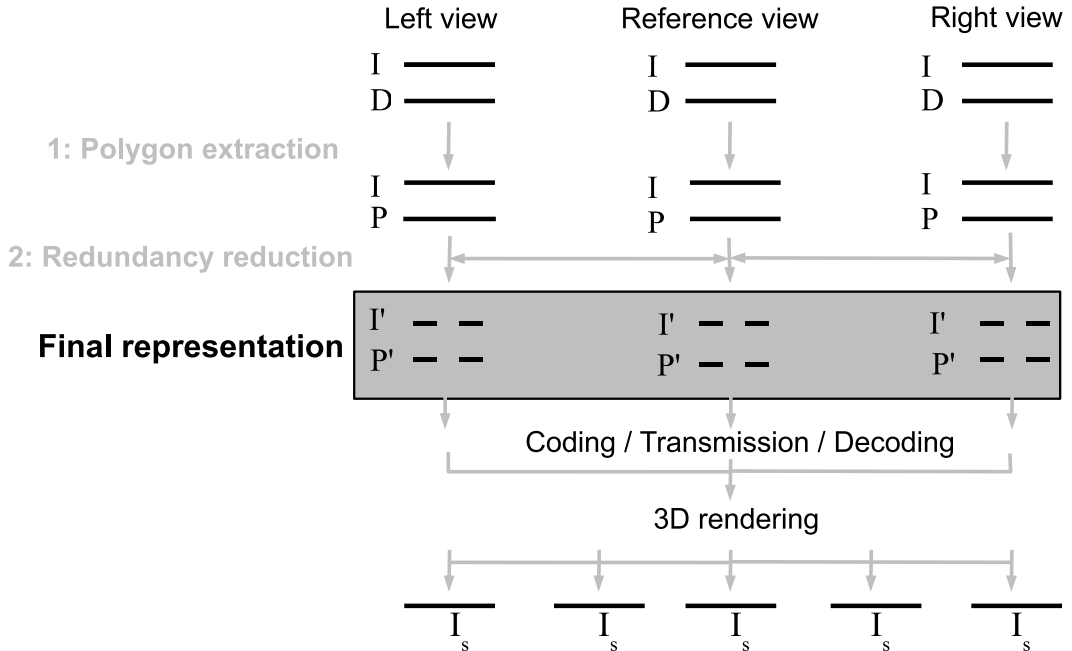 Left view Reference view Right view
I I I
D D D
1: Polygon extraction
I I I
P P P
2: Redundancy reduction
I' I' I'
Final representation
P' P' P'
Coding / Transmission / Decoding
3D rendering
Is Is Is Is Is